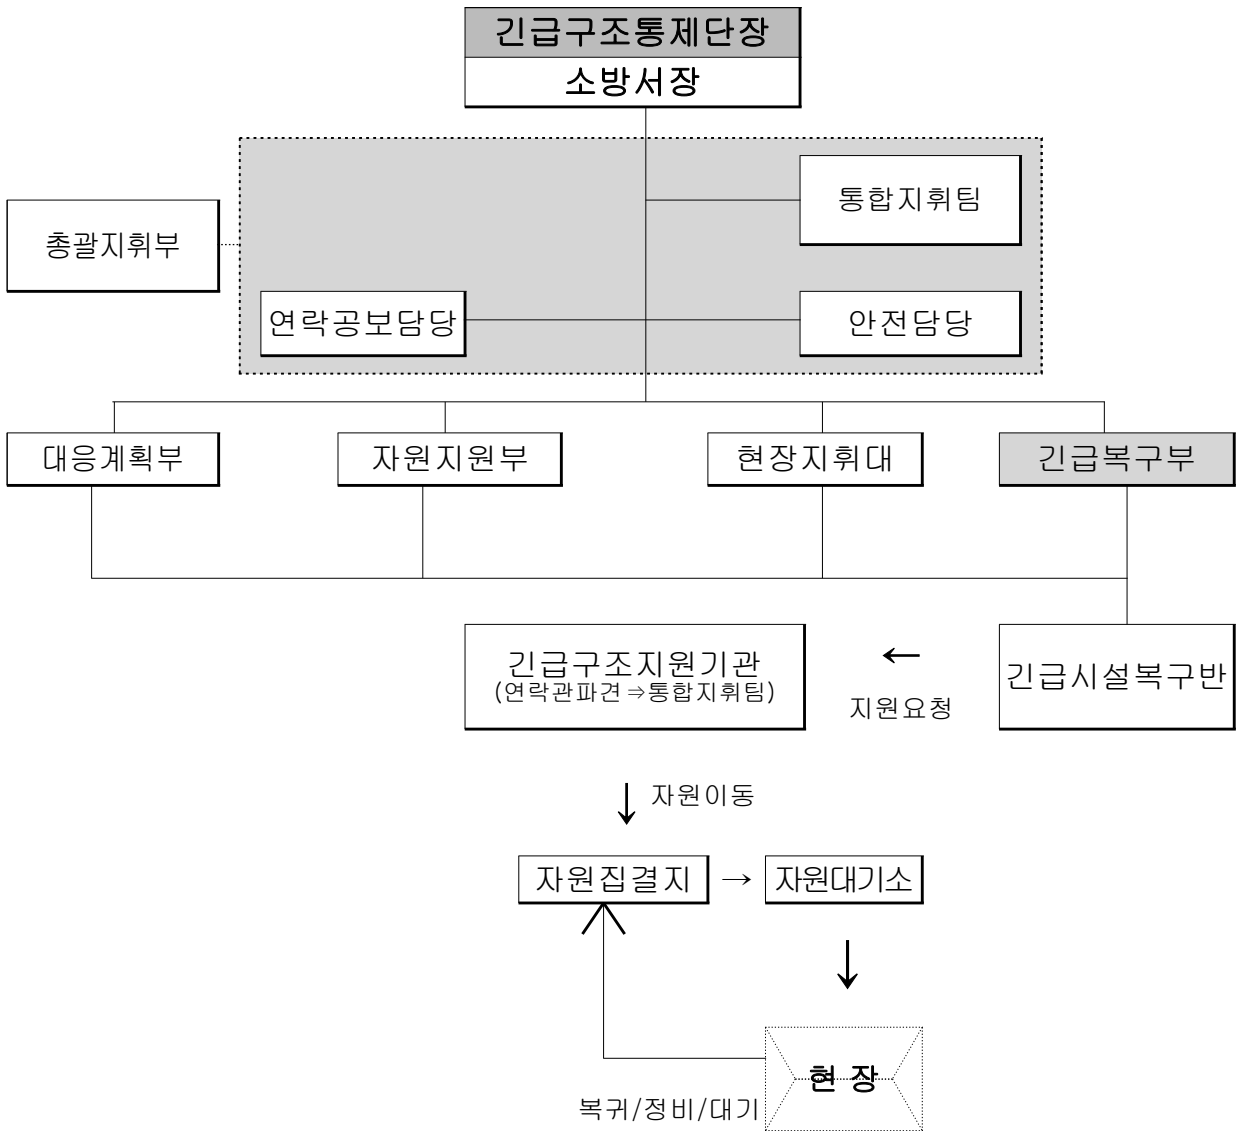 긴급구조통제단장
소방서장
통합지휘팀
총괄지휘부
연락공보담당
안전담당
대응계획부
자원지원부
현장지휘대
긴급복구부
긴급구조지원기관
(연락관파견⇒통합지휘팀)
←
지원요청
긴급시설복구반
↓ 자원이동
자원집결지 → 자원대기소
↓
현 장
복귀/정비/대기